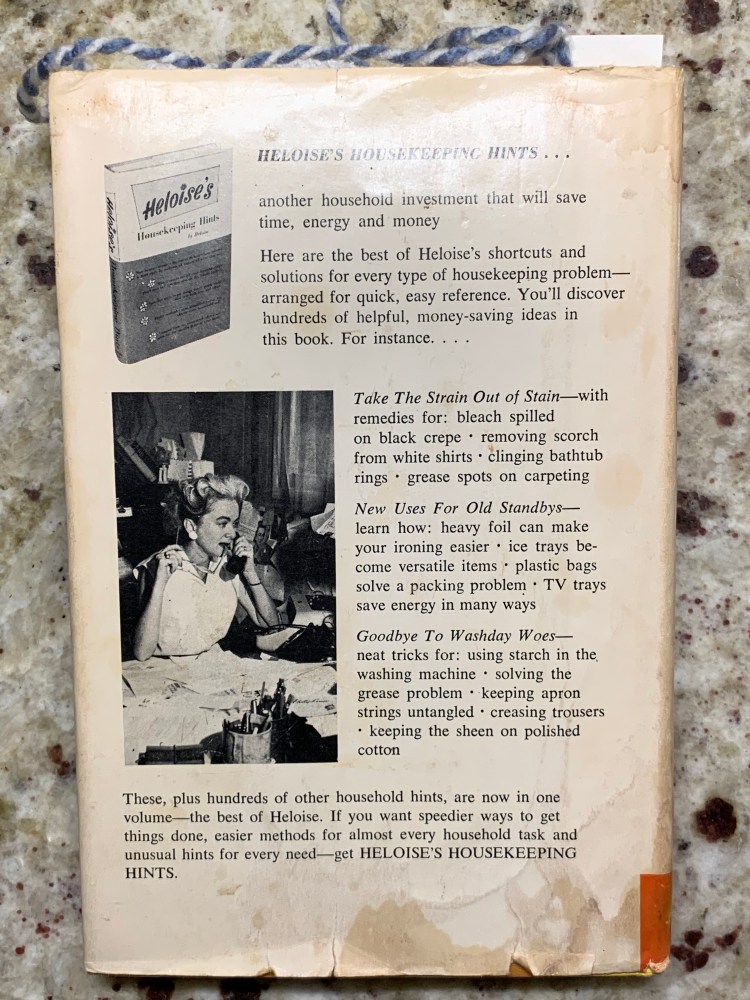 HELOISE'S HOUSEKEEPING HINTS . . .
Heloise's
Housekeeping Hints
by Heloise
another household investment that will save
time, energy and money
Here are the best of Heloise's shortcuts and
solutions for every type of housekeeping problem—
arranged for quick, easy reference. You'll discover
hundreds of helpful, money-saving ideas in
this book. For instance. . . .
Take The Strain Out of Stain—with
remedies for: bleach spilled
on black crepe · removing scorch
from white shirts · clinging bathtub
rings · grease spots on carpeting
New Uses For Old Standbys—
learn how: heavy foil can make
your ironing easier · ice trays be-
come versatile items · plastic bags
solve a packing problem · TV trays
save energy in many ways
Goodbye To Washday Woes—
neat tricks for: using starch in the
washing machine · solving the
grease problem · keeping apron
strings untangled · creasing trousers
· keeping the sheen on polished
cotton
These, plus hundreds of other household hints, are now in one
volume—the best of Heloise. If you want speedier ways to get
things done, easier methods for almost every household task and
unusual hints for every need—get HELOISE'S HOUSEKEEPING
HINTS.